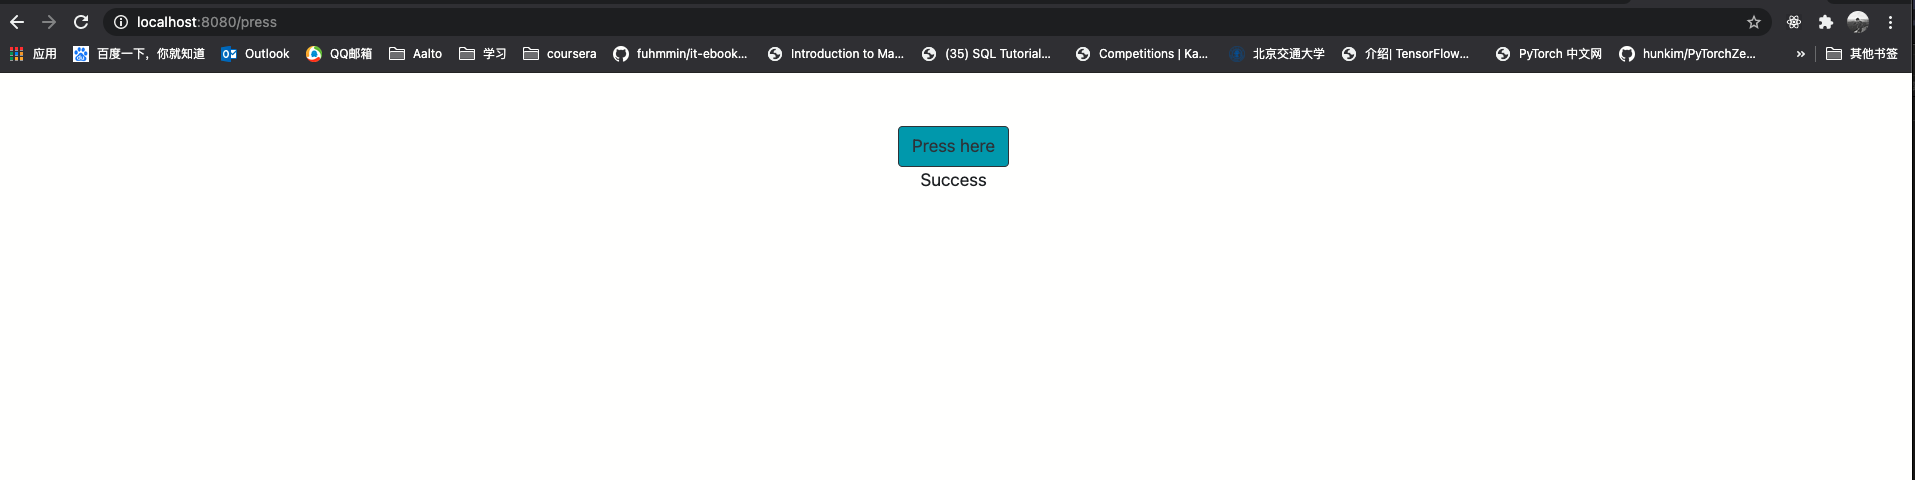 localhost:8080/press
应用 百度一下，你就知道 Outlook QQ邮箱 Aalto 学习 coursera fuhmmin/it-ebook... Introduction to Ma... (35) SQL Tutorial... Competitions | Ka... 北京交通大学 介绍| TensorFlow... PyTorch 中文网 hunkim/PyTorchZe... » 其他书签
Press here
Success